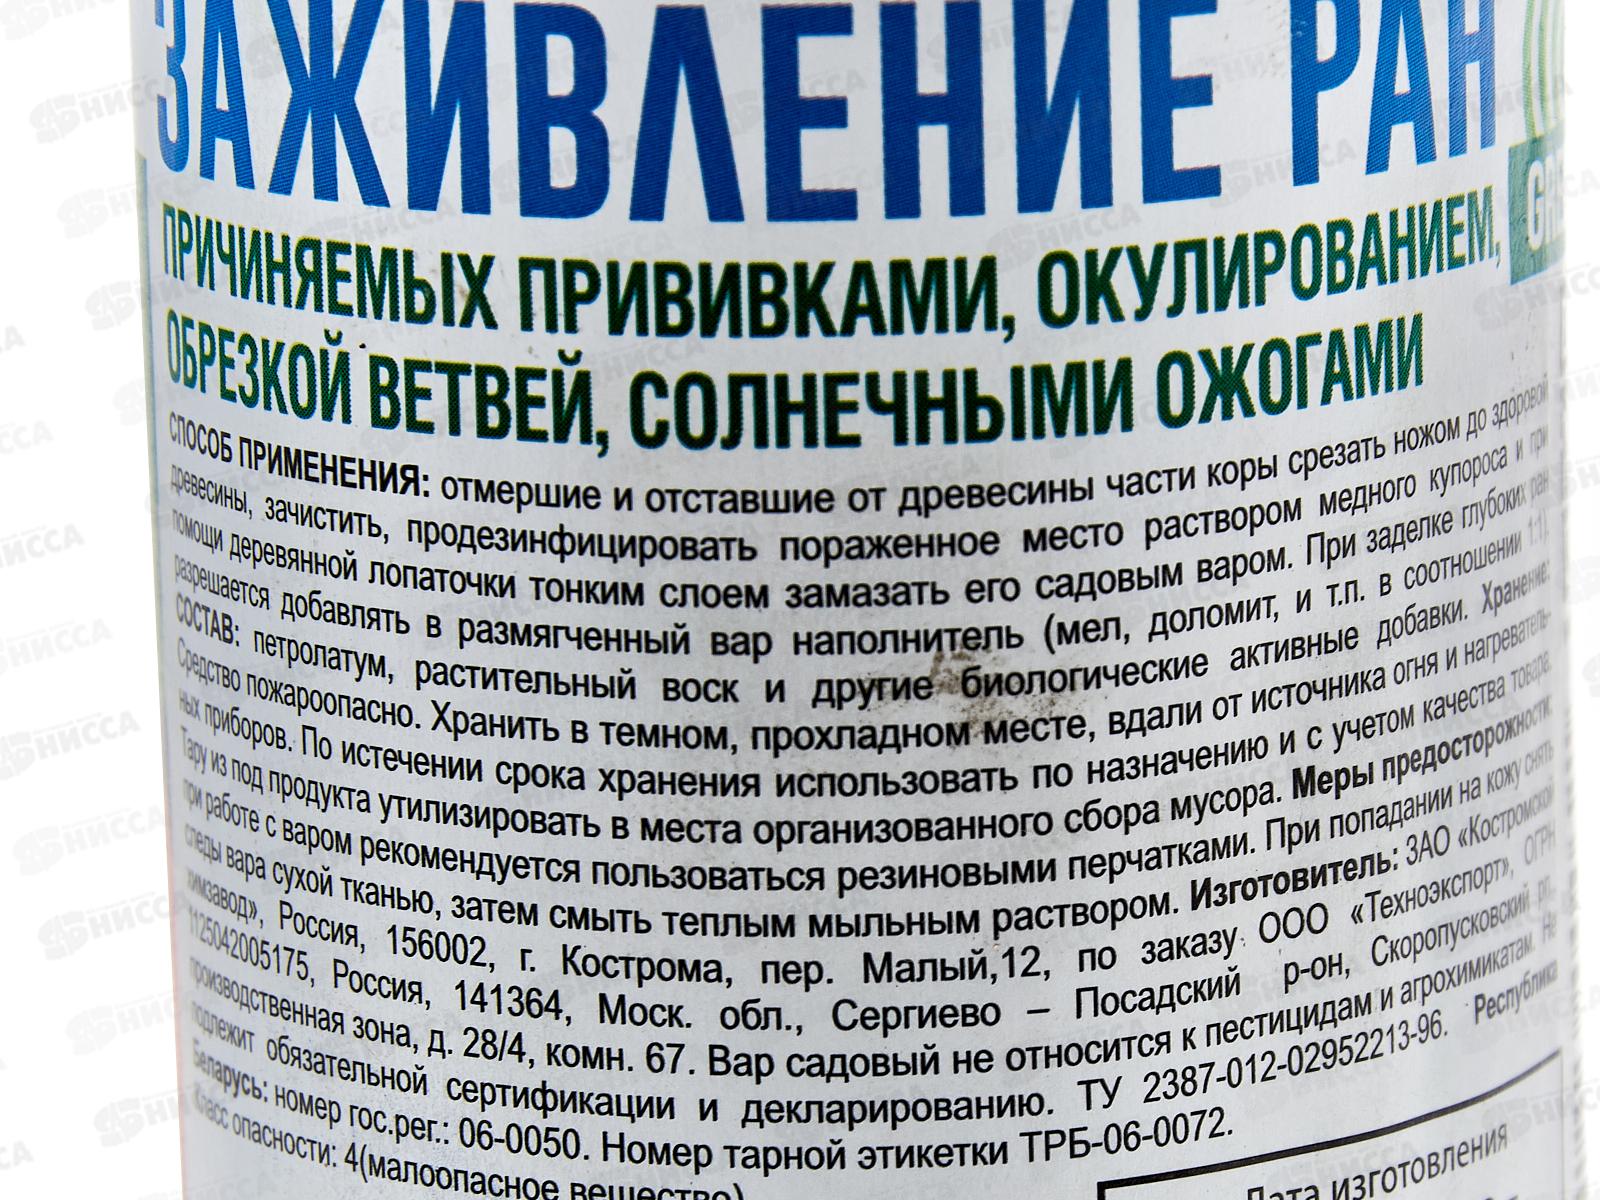 ЗАЖИВЛЕНИЕ РАН
ПРИЧИНЯЕМЫХ ПРИВИВКАМИ, ОКУЛИРОВАНИЕМ,
ОБРЕЗКОЙ ВЕТВЕЙ, СОЛНЕЧНЫМИ ОЖОГАМИ
СПОСОБ ПРИМЕНЕНИЯ: отмершие и отставшие от древесины части коры срезать ножом до здоровой
древесины, зачистить, продезинфицировать пораженное место раствором медного купороса и при
помощи деревянной лопаточки тонким слоем замазать его садовым варом. При заделке глубоких ран
разрешается добавлять в размягченный вар наполнитель (мел, доломит, и т.п. в соотношении 1:1).
СОСТАВ: петролатум, растительный воск и другие биологические активные добавки. Хранение:
Средство пожароопасно. Хранить в темном, прохладном месте, вдали от источника огня и нагреватель-
ных приборов. По истечении срока хранения использовать по назначению и с учетом качества товара.
Тару из под продукта утилизировать в места организованного сбора мусора. Меры предосторожности:
при работе с варом рекомендуется пользоваться резиновыми перчатками. При попадании на кожу снять
следы вара сухой тканью, затем смыть теплым мыльным раствором. Изготовитель: ЗАО «Костромской
химзавод», Россия, 156002, г. Кострома, пер. Малый,12, по заказу ООО «Техноэкспорт», ОГРН
1125042005175, Россия, 141364, Моск. обл., Сергиево – Посадский р-он, Скоропусковский рп.,
производственная зона, д. 28/4, комн. 67. Вар садовый не относится к пестицидам и агрохимикатам. Не
подлежит обязательной сертификации и декларированию. ТУ 2387-012-02952213-96. Республика
Беларусь: номер гос.рег.: 06-0050. Номер тарной этикетки ТРБ-06-0072.
Класс опасности: 4(малоопасное вещество)
Дата изготовления
НИССА